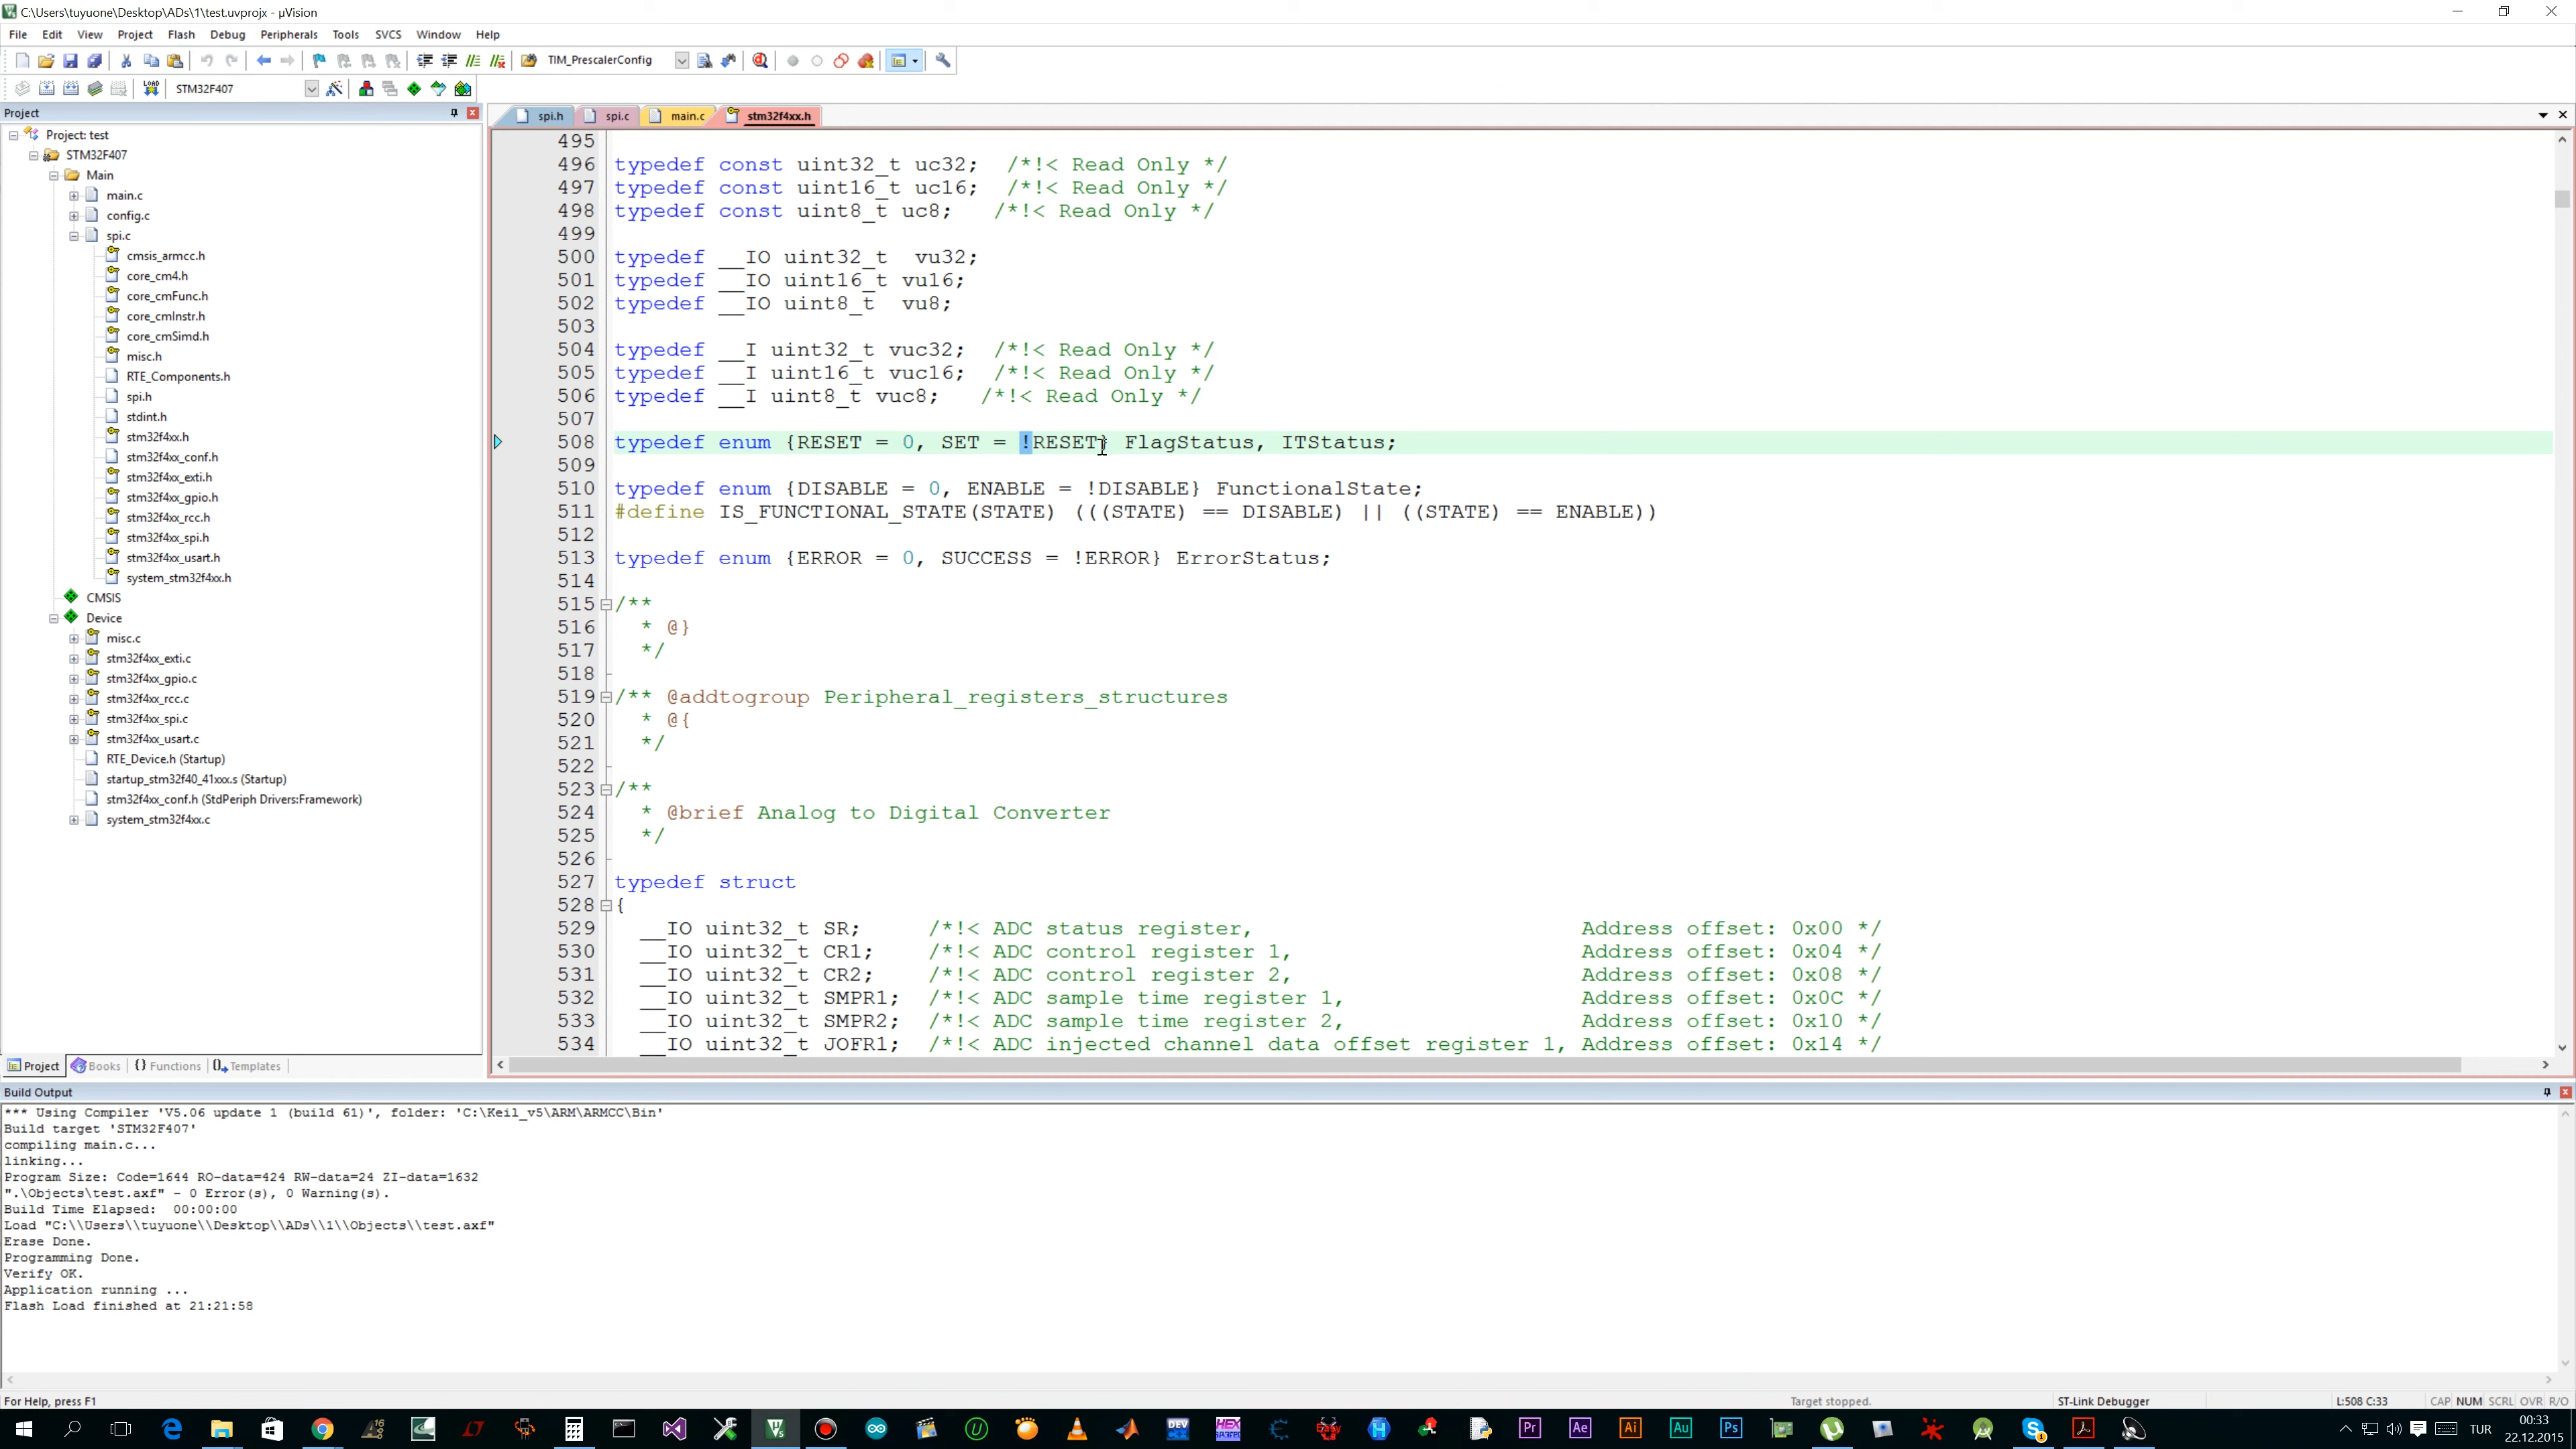 C:\Users\tuyuone\Desktop\ADs\1\test.uvprojx - µVision
File Edit View Project Flash Debug Peripherals Tools SVCS Window Help
TIM_PrescalerConfig
STM32F407
Project
spi.h spi.c main.c stm32f4xx.h
Project: test
STM32F407
Main
main.c
config.c
spi.c
cmsis_armcc.h
core_cm4.h
core_cmFunc.h
core_cmInstr.h
core_cmSimd.h
misc.h
RTE_Components.h
spi.h
stdint.h
stm32f4xx.h
stm32f4xx_conf.h
stm32f4xx_exti.h
stm32f4xx_gpio.h
stm32f4xx_rcc.h
stm32f4xx_spi.h
stm32f4xx_usart.h
system_stm32f4xx.h
CMSIS
Device
misc.c
stm32f4xx_exti.c
stm32f4xx_gpio.c
stm32f4xx_rcc.c
stm32f4xx_spi.c
stm32f4xx_usart.c
RTE_Device.h (Startup)
startup_stm32f40_41xxx.s (Startup)
stm32f4xx_conf.h (StdPeriph Drivers:Framework)
system_stm32f4xx.c
Project Books {} Functions Templates
495
496 typedef const uint32_t uc32;  /*!< Read Only */
497 typedef const uint16_t uc16;  /*!< Read Only */
498 typedef const uint8_t uc8;   /*!< Read Only */
499
500 typedef __IO uint32_t  vu32;
501 typedef __IO uint16_t vu16;
502 typedef __IO uint8_t  vu8;
503
504 typedef __I uint32_t vuc32;  /*!< Read Only */
505 typedef __I uint16_t vuc16;  /*!< Read Only */
506 typedef __I uint8_t vuc8;   /*!< Read Only */
507
508 typedef enum {RESET = 0, SET = !RESET} FlagStatus, ITStatus;
509
510 typedef enum {DISABLE = 0, ENABLE = !DISABLE} FunctionalState;
511 #define IS_FUNCTIONAL_STATE(STATE) (((STATE) == DISABLE) || ((STATE) == ENABLE))
512
513 typedef enum {ERROR = 0, SUCCESS = !ERROR} ErrorStatus;
514
515 /**
516   * @}
517   */
518
519 /** @addtogroup Peripheral_registers_structures
520   * @{
521   */
522
523 /**
524   * @brief Analog to Digital Converter
525   */
526
527 typedef struct
528 {
529   __IO uint32_t SR;     /*!< ADC status register,                         Address offset: 0x00 */
530   __IO uint32_t CR1;    /*!< ADC control register 1,                      Address offset: 0x04 */
531   __IO uint32_t CR2;    /*!< ADC control register 2,                      Address offset: 0x08 */
532   __IO uint32_t SMPR1;  /*!< ADC sample time register 1,                  Address offset: 0x0C */
533   __IO uint32_t SMPR2;  /*!< ADC sample time register 2,                  Address offset: 0x10 */
534   __IO uint32_t JOFR1;  /*!< ADC injected channel data offset register 1, Address offset: 0x14 */
Build Output
*** Using Compiler 'V5.06 update 1 (build 61)', folder: 'C:\Keil_v5\ARM\ARMCC\Bin'
Build target 'STM32F407'
compiling main.c...
linking...
Program Size: Code=1644 RO-data=424 RW-data=24 ZI-data=1632
".\Objects\test.axf" - 0 Error(s), 0 Warning(s).
Build Time Elapsed:  00:00:00
Load "C:\\Users\\tuyuone\\Desktop\\ADs\\1\\Objects\\test.axf"
Erase Done.
Programming Done.
Verify OK.
Application running ...
Flash Load finished at 21:21:58
For Help, press F1 Target stopped. ST-Link Debugger L:508 C:33 CAP NUM SCRL OVR R/O
Pr Ae Ai Au Ps TUR 00:33
22.12.2015